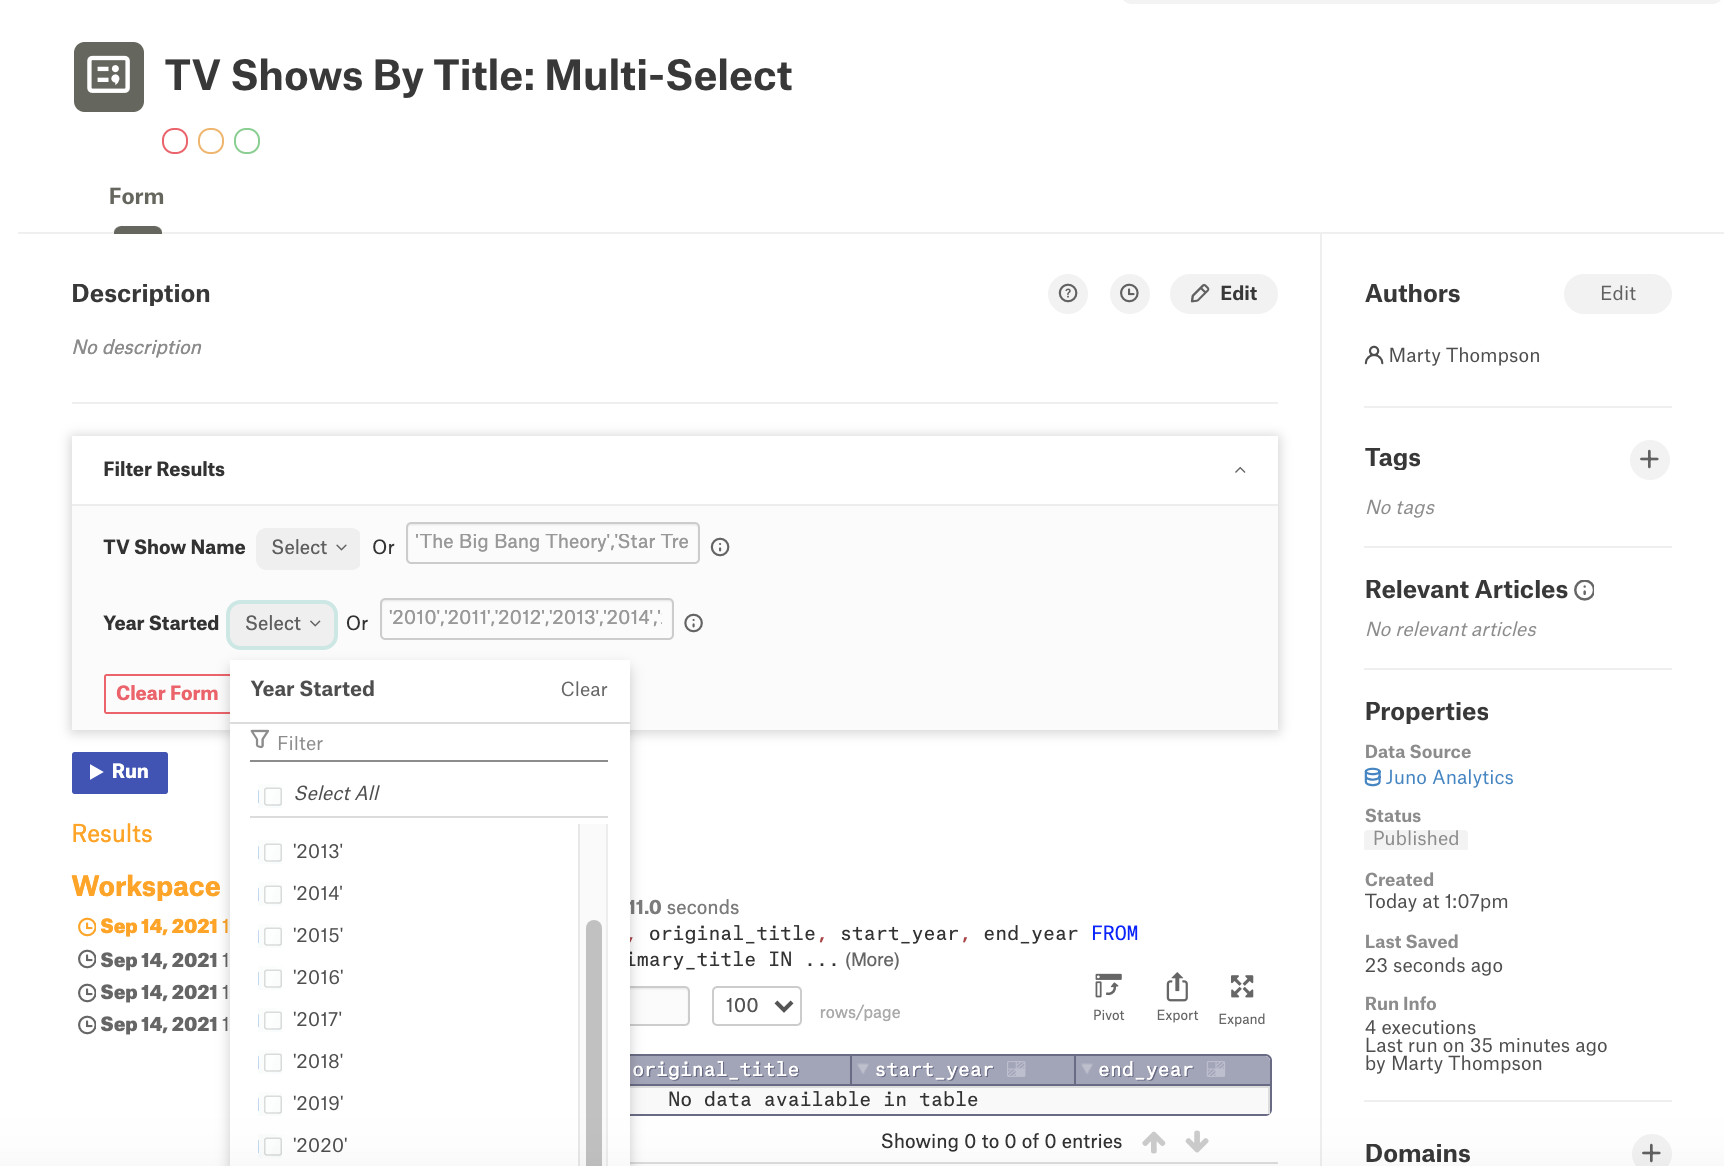 TV Shows By Title: Multi-Select
Form
Description
Edit
No description
Filter Results
TV Show Name Select Or 'The Big Bang Theory','Star Tre
Year Started Select Or '2010','2011','2012','2013','2014','
Clear Form
Year Started Clear
Filter
Select All
'2013'
'2014'
'2015'
'2016'
'2017'
'2018'
'2019'
'2020'
Run
Results
Workspace
Sep 14, 2021 1
Sep 14, 2021 1
Sep 14, 2021 1
Sep 14, 2021 1
11.0 seconds
, original_title, start_year, end_year FROM
imary_title IN ... (More)
100 rows/page
Pivot Export Expand
original_title start_year end_year
No data available in table
Showing 0 to 0 of 0 entries
Authors Edit
Marty Thompson
Tags
No tags
Relevant Articles
No relevant articles
Properties
Data Source
Juno Analytics
Status
Published
Created
Today at 1:07pm
Last Saved
23 seconds ago
Run Info
4 executions
Last run on 35 minutes ago
by Marty Thompson
Domains